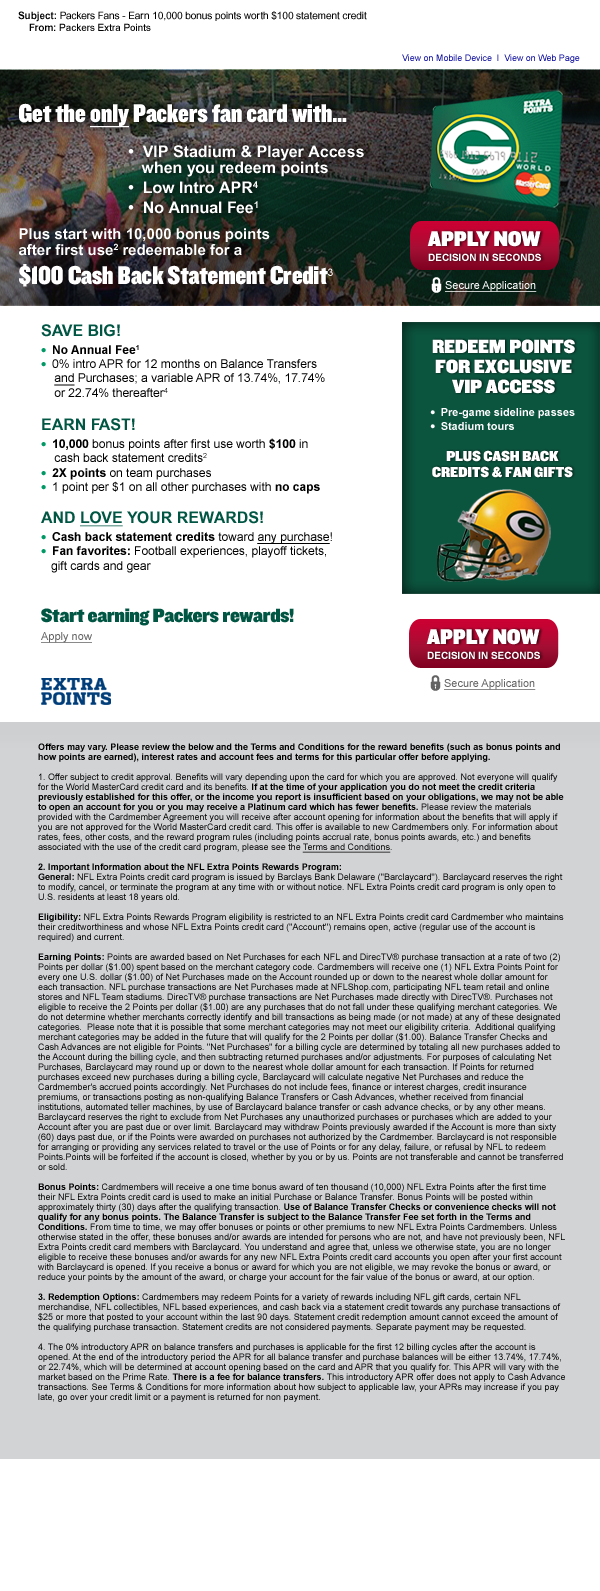 Subject: Packers Fans - Earn 10,000 bonus points worth $100 statement credit
From: Packers Extra Points
View on Mobile Device I View on Web Page
Get the only Packers fan card with...
• VIP Stadium & Player Access
when you redeem points
• Low Intro APR4
• No Annual Fee1
Plus start with 10,000 bonus points
after first use2 redeemable for a
$100 Cash Back Statement Credit3
EXTRA
POINTS
WORLD
MasterCard
APPLY NOW
DECISION IN SECONDS
Secure Application
SAVE BIG!
• No Annual Fee1
• 0% intro APR for 12 months on Balance Transfers
and Purchases; a variable APR of 13.74%, 17.74%
or 22.74% thereafter4
EARN FAST!
• 10,000 bonus points after first use worth $100 in
cash back statement credits2
• 2X points on team purchases
• 1 point per $1 on all other purchases with no caps
AND LOVE YOUR REWARDS!
• Cash back statement credits toward any purchase!
• Fan favorites: Football experiences, playoff tickets,
gift cards and gear
REDEEM POINTS
FOR EXCLUSIVE
VIP ACCESS
• Pre-game sideline passes
• Stadium tours
PLUS CASH BACK
CREDITS & FAN GIFTS
Start earning Packers rewards!
Apply now
APPLY NOW
DECISION IN SECONDS
Secure Application
EXTRA
POINTS
Offers may vary. Please review the below and the Terms and Conditions for the reward benefits (such as bonus points and
how points are earned), interest rates and account fees and terms for this particular offer before applying.
1. Offer subject to credit approval. Benefits will vary depending upon the card for which you are approved. Not everyone will qualify
for the World MasterCard credit card and its benefits. If at the time of your application you do not meet the credit criteria
previously established for this offer, or the income you report is insufficient based on your obligations, we may not be able
to open an account for you or you may receive a Platinum card which has fewer benefits. Please review the materials
provided with the Cardmember Agreement you will receive after account opening for information about the benefits that will apply if
you are not approved for the World MasterCard credit card. This offer is available to new Cardmembers only. For information about
rates, fees, other costs, and the reward program rules (including points accrual rate, bonus points awards, etc.) and benefits
associated with the use of the credit card program, please see the Terms and Conditions.
2. Important Information about the NFL Extra Points Rewards Program:
General: NFL Extra Points credit card program is issued by Barclays Bank Delaware ("Barclaycard"). Barclaycard reserves the right
to modify, cancel, or terminate the program at any time with or without notice. NFL Extra Points credit card program is only open to
U.S. residents at least 18 years old.
Eligibility: NFL Extra Points Rewards Program eligibility is restricted to an NFL Extra Points credit card Cardmember who maintains
their creditworthiness and whose NFL Extra Points credit card ("Account") remains open, active (regular use of the account is
required) and current.
Earning Points: Points are awarded based on Net Purchases for each NFL and DirecTV® purchase transaction at a rate of two (2)
Points per dollar ($1.00) spent based on the merchant category code. Cardmembers will receive one (1) NFL Extra Points Point for
every one U.S. dollar ($1.00) of Net Purchases made on the Account rounded up or down to the nearest whole dollar amount for
each transaction. NFL purchase transactions are Net Purchases made at NFLShop.com, participating NFL team retail and online
stores and NFL Team stadiums. DirecTV® purchase transactions are Net Purchases made directly with DirecTV®. Purchases not
eligible to receive the 2 Points per dollar ($1.00) are any purchases that do not fall under these qualifying merchant categories. We
do not determine whether merchants correctly identify and bill transactions as being made (or not made) at any of these designated
categories. Please note that it is possible that some merchant categories may not meet our eligibility criteria. Additional qualifying
merchant categories may be added in the future that will qualify for the 2 Points per dollar ($1.00). Balance Transfer Checks and
Cash Advances are not eligible for Points. "Net Purchases" for a billing cycle are determined by totaling all new purchases added to
the Account during the billing cycle, and then subtracting returned purchases and/or adjustments. For purposes of calculating Net
Purchases, Barclaycard may round up or down to the nearest whole dollar amount for each transaction. If Points for returned
purchases exceed new purchases during a billing cycle, Barclaycard will calculate negative Net Purchases and reduce the
Cardmember's accrued points accordingly. Net Purchases do not include fees, finance or interest charges, credit insurance
premiums, or transactions posting as non-qualifying Balance Transfers or Cash Advances, whether received from financial
institutions, automated teller machines, by use of Barclaycard balance transfer or cash advance checks, or by any other means.
Barclaycard reserves the right to exclude from Net Purchases any unauthorized purchases or purchases which are added to your
Account after you are past due or over limit. Barclaycard may withdraw Points previously awarded if the Account is more than sixty
(60) days past due, or if the Points were awarded on purchases not authorized by the Cardmember. Barclaycard is not responsible
for arranging or providing any services related to travel or the use of Points or for any delay, failure, or refusal by NFL to redeem
Points.Points will be forfeited if the account is closed, whether by you or by us. Points are not transferable and cannot be transferred
or sold.
Bonus Points: Cardmembers will receive a one time bonus award of ten thousand (10,000) NFL Extra Points after the first time
their NFL Extra Points credit card is used to make an initial Purchase or Balance Transfer. Bonus Points will be posted within
approximately thirty (30) days after the qualifying transaction. Use of Balance Transfer Checks or convenience checks will not
qualify for any bonus points. The Balance Transfer is subject to the Balance Transfer Fee set forth in the Terms and
Conditions. From time to time, we may offer bonuses or points or other premiums to new NFL Extra Points Cardmembers. Unless
otherwise stated in the offer, these bonuses and/or awards are intended for persons who are not, and have not previously been, NFL
Extra Points credit card members with Barclaycard. You understand and agree that, unless we otherwise state, you are no longer
eligible to receive these bonuses and/or awards for any new NFL Extra Points credit card accounts you open after your first account
with Barclaycard is opened. If you receive a bonus or award for which you are not eligible, we may revoke the bonus or award, or
reduce your points by the amount of the award, or charge your account for the fair value of the bonus or award, at our option.
3. Redemption Options: Cardmembers may redeem Points for a variety of rewards including NFL gift cards, certain NFL
merchandise, NFL collectibles, NFL based experiences, and cash back via a statement credit towards any purchase transactions of
$25 or more that posted to your account within the last 90 days. Statement credit redemption amount cannot exceed the amount of
the qualifying purchase transaction. Statement credits are not considered payments. Separate payment may be requested.
4. The 0% introductory APR on balance transfers and purchases is applicable for the first 12 billing cycles after the account is
opened. At the end of the introductory period the APR for all balance transfer and purchase balances will be either 13.74%, 17.74%,
or 22.74%, which will be determined at account opening based on the card and APR that you qualify for. This APR will vary with the
market based on the Prime Rate. There is a fee for balance transfers. This introductory APR offer does not apply to Cash Advance
transactions. See Terms & Conditions for more information about how subject to applicable law, your APRs may increase if you pay
late, go over your credit limit or a payment is returned for non payment.